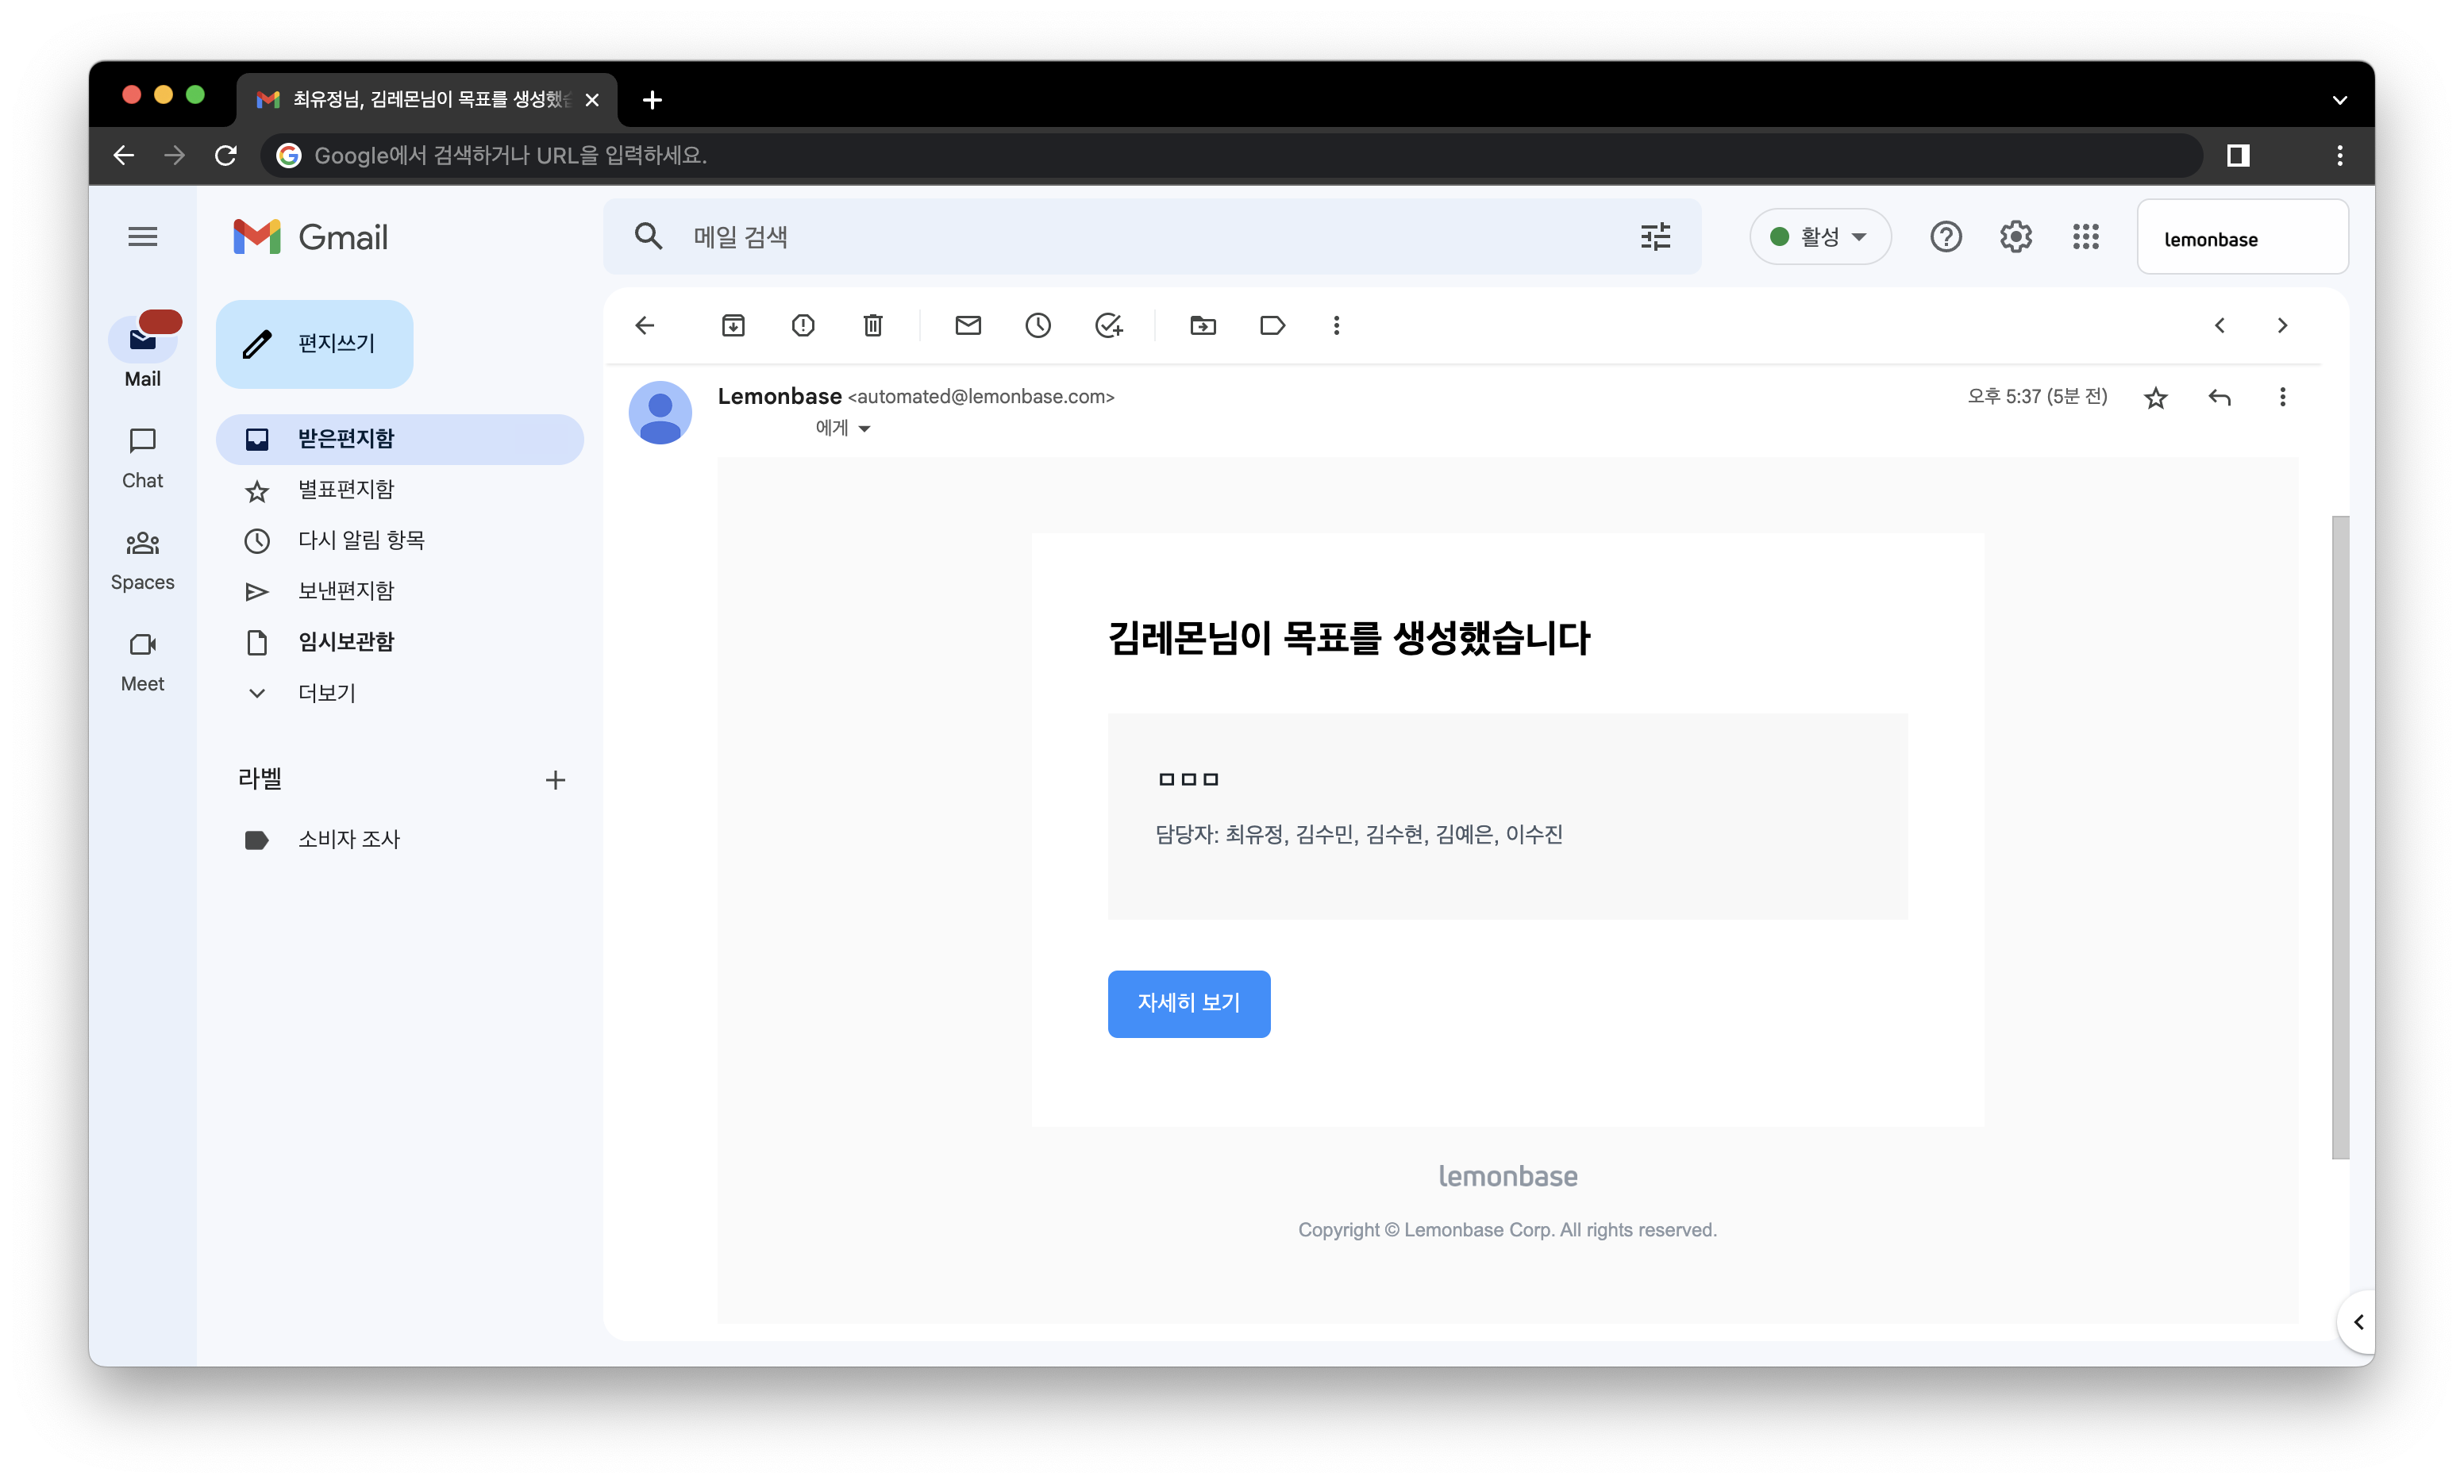 최유정님, 김레몬님이 목표를 생성했
Google에서 검색하거나 URL을 입력하세요.
Gmail
메일 검색
활성
lemonbase
Mail
Chat
Spaces
Meet
편지쓰기
받은편지함
별표편지함
다시 알림 항목
보낸편지함
임시보관함
더보기
라벨
소비자 조사
Lemonbase <automated@lemonbase.com>
에게
오후 5:37 (5분 전)
김레몬님이 목표를 생성했습니다
ㅁㅁㅁ
담당자: 최유정, 김수민, 김수현, 김예은, 이수진
자세히 보기
lemonbase
Copyright © Lemonbase Corp. All rights reserved.